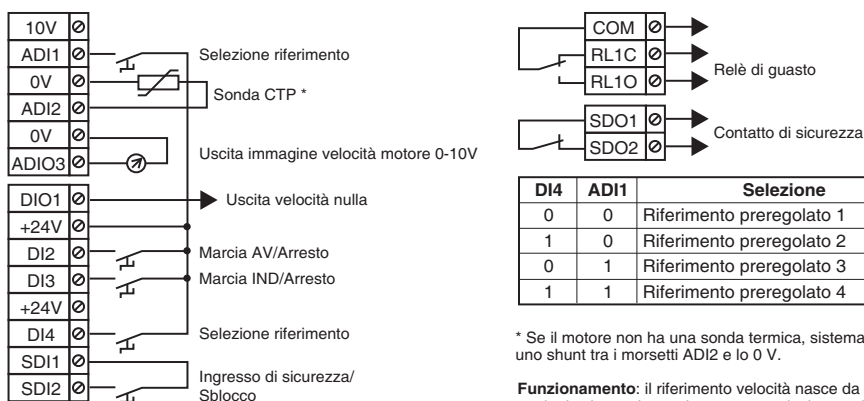 10V
ADI1
Selezione riferimento
0V
Sonda CTP *
ADI2
0V
Uscita immagine velocità motore 0-10V
ADIO3
DIO1
Uscita velocità nulla
+24V
DI2
Marcia AV/Arresto
DI3
Marcia IND/Arresto
+24V
DI4
Selezione riferimento
SDI1
SDI2
Ingresso di sicurezza/
Sblocco
COM
RL1C
Relè di guasto
RL1O
SDO1
Contatto di sicurezza
SDO2
DI4 ADI1 Selezione
0 0 Riferimento preregolato 1
1 0 Riferimento preregolato 2
0 1 Riferimento preregolato 3
1 1 Riferimento preregolato 4
* Se il motore non ha una sonda termica, sistema
uno shunt tra i morsetti ADI2 e lo 0 V.
Funzionamento: il riferimento velocità nasce da